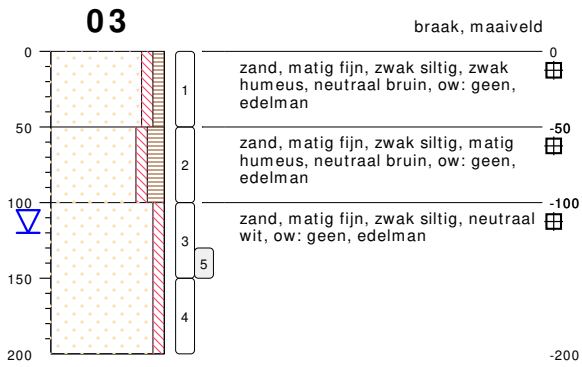 03
braak, maaiveld
0
0
zand, matig fijn, zwak siltig, zwak
humeus, neutraal bruin, ow: geen,
edelman
1
50
-50
zand, matig fijn, zwak siltig, matig
humeus, neutraal bruin, ow: geen,
edelman
2
100
-100
zand, matig fijn, zwak siltig, neutraal
wit, ow: geen, edelman
3
5
150
4
200
-200